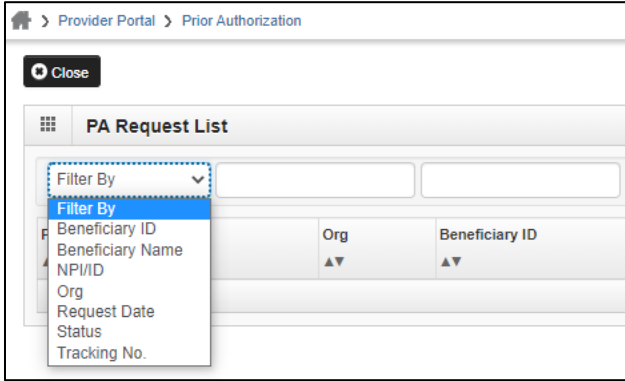 Provider Portal > Prior Authorization
Close
PA Request List
Filter By
Filter By
Beneficiary ID
Beneficiary Name
NPI/ID
Org
Request Date
Status
Tracking No.
Org Beneficiary ID